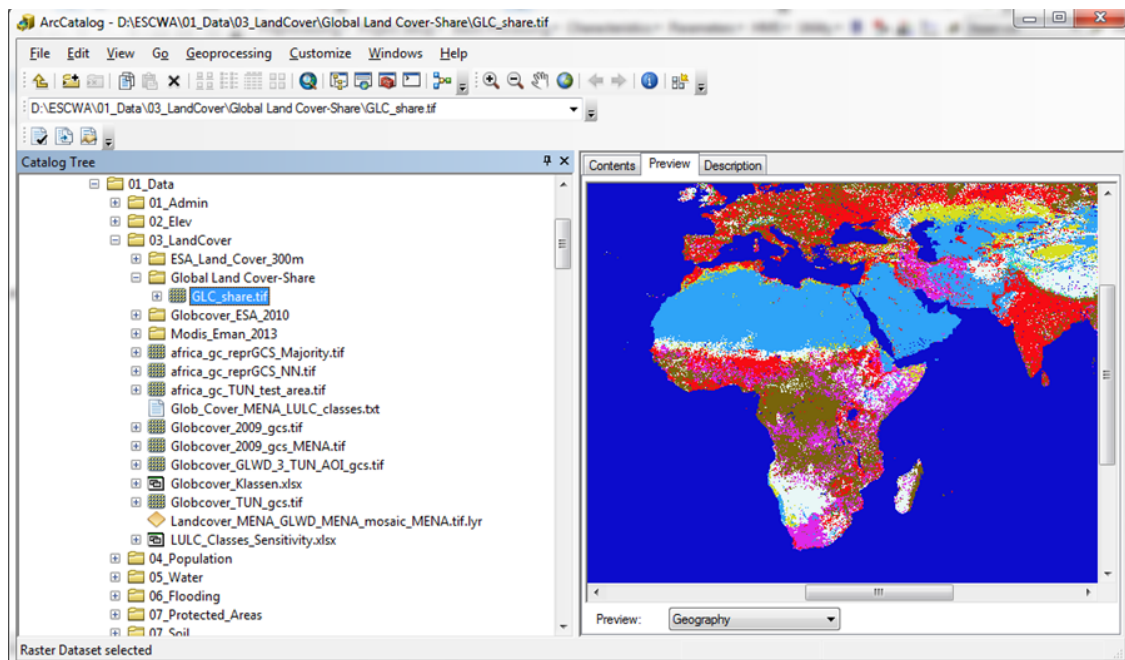 ArcCatalog - D:\ESCWA\01_Data\03_LandCover\Global Land Cover-Share\GLC_share.tif
File Edit View Go Geoprocessing Customize Windows Help
D:\ESCWA\01_Data\03_LandCover\Global Land Cover-Share\GLC_share.tif
Catalog Tree
01_Data
01_Admin
02_Elev
03_LandCover
ESA_Land_Cover_300m
Global Land Cover-Share
GLC_share.tif
Globcover_ESA_2010
Modis_Eman_2013
africa_gc_reprGCS_Majority.tif
africa_gc_reprGCS_NN.tif
africa_gc_TUN_test_area.tif
Glob_Cover_MENA_LULC_classes.txt
Globcover_2009_gcs.tif
Globcover_2009_gcs_MENA.tif
Globcover_GLWD_3_TUN_AOI_gcs.tif
Globcover_Klassen.xlsx
Globcover_TUN_gcs.tif
Landcover_MENA_GLWD_MENA_mosaic_MENA.tif.lyr
LULC_Classes_Sensitivity.xlsx
04_Population
05_Water
06_Flooding
07_Protected_Areas
07_Soil
Contents Preview Description
Preview: Geography
Raster Dataset selected